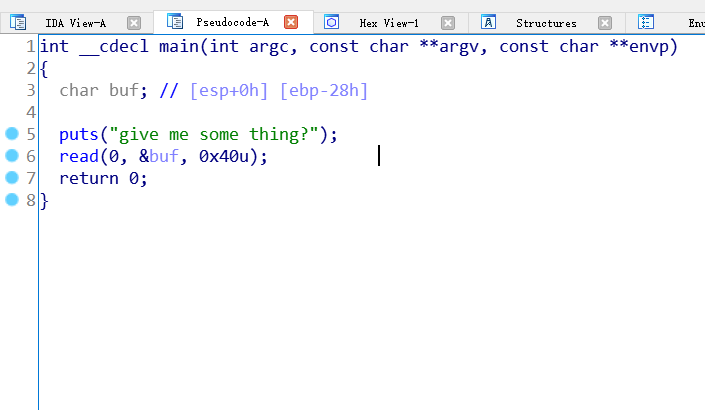 IDA View-A Pseudocode-A Hex View-1 Structures Enu
1 int __cdecl main(int argc, const char **argv, const char **envp)
2 {
3 char buf; // [esp+0h] [ebp-28h]
4
5 puts("give me some thing?");
6 read(0, &buf, 0x40u);
7 return 0;
8 }